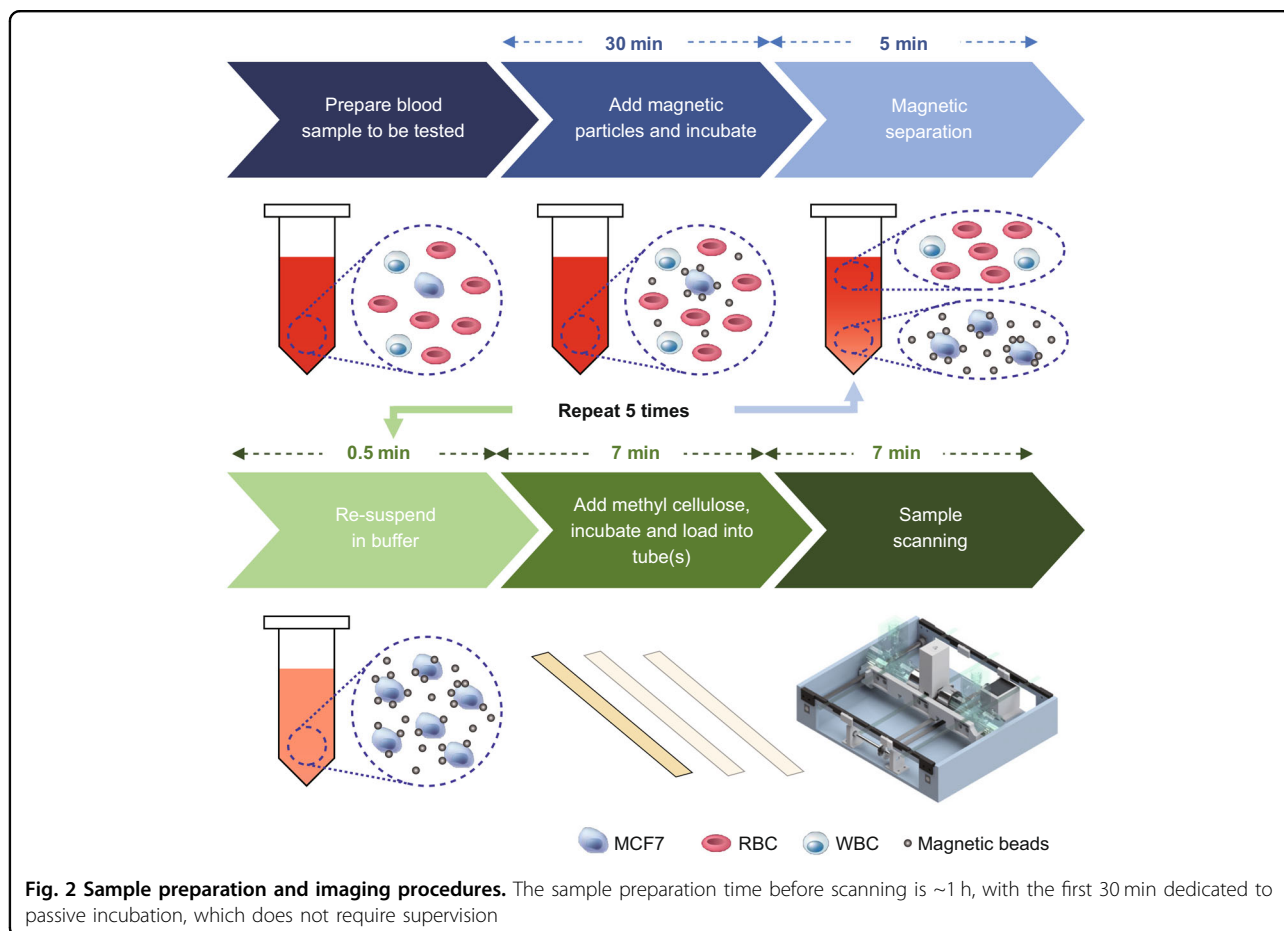 30 min
5 min
Prepare blood
sample to be tested
Add magnetic
particles and incubate
Magnetic
separation
Repeat 5 times
0.5 min
7 min
7 min
Re-suspend
in buffer
Add methyl cellulose,
incubate and load into
tube(s)
Sample
scanning
MCF7
RBC
WBC
Magnetic beads
Fig. 2 Sample preparation and imaging procedures. The sample preparation time before scanning is ~1 h, with the first 30 min dedicated to
passive incubation, which does not require supervision